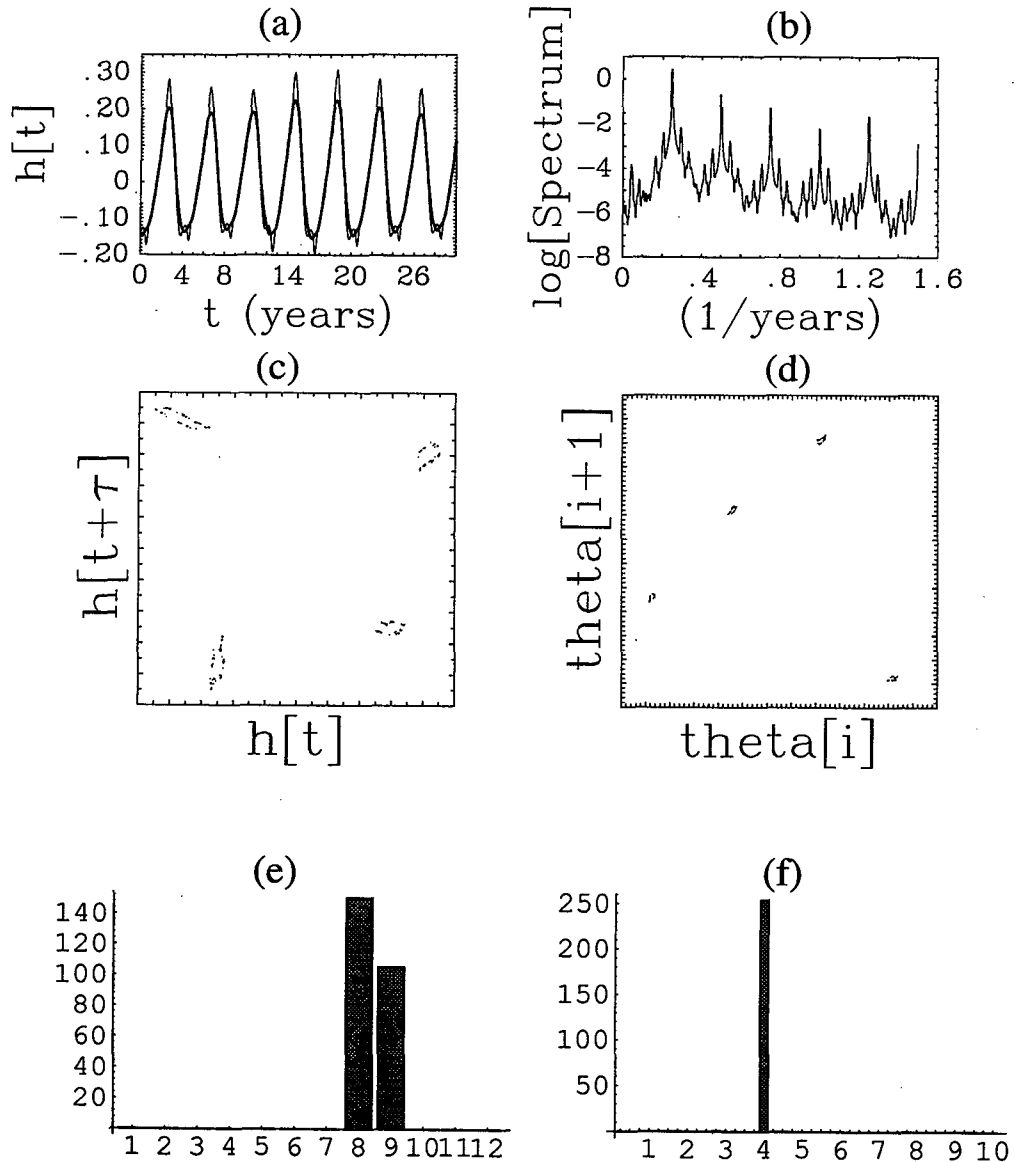 (a)
h[t]
.30
.20
.10
0
-.10
-.20
0 4 8 14 20 26
t (years)
(b)
log[Spectrum]
0
-2
-4
-6
-8
0 .4 .8 1.2 1.6
(1/years)
(c)
h[t+τ]
h[t]
(d)
theta[i+1]
theta[i]
(e)
140
120
100
80
60
40
20
1 2 3 4 5 6 7 8 9 10 11 12
(f)
250
200
150
100
50
1 2 3 4 5 6 7 8 9 10